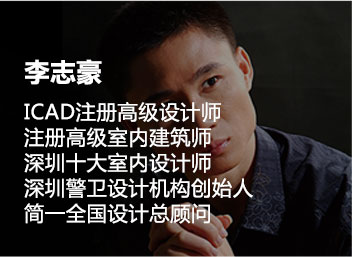 李志豪
ICAD注册高级设计师
注册高级室内建筑师
深圳十大室内设计师
深圳警卫设计机构创始人
简一全国设计总顾问